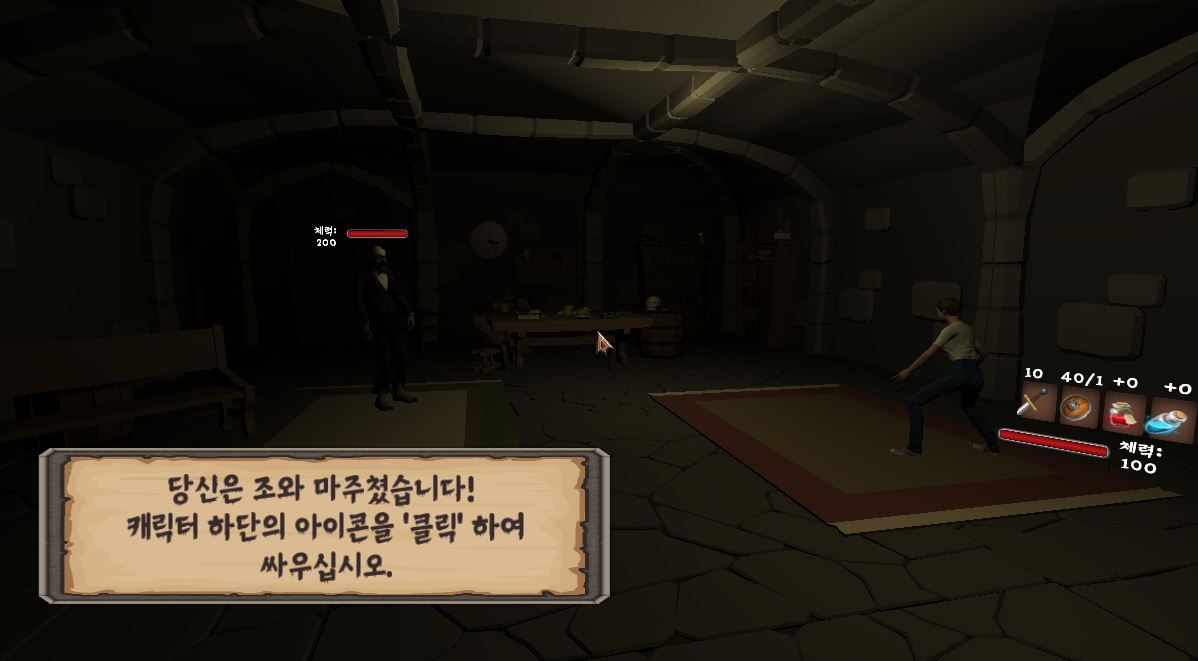 체력:
200
10 40/1 +0 +0
체력:
100
당신은 조와 마주쳤습니다!
캐릭터 하단의 아이콘을 '클릭' 하여
싸우십시오.